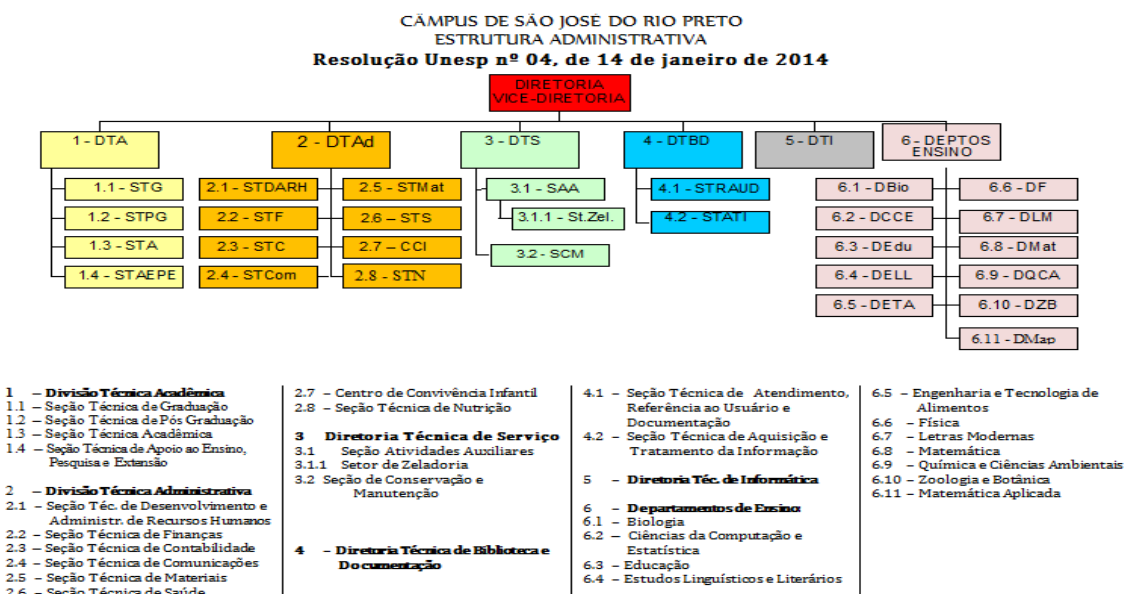 CÂMPUS DE SÃO JOSÉ DO RIO PRETO
ESTRUTURA ADMINISTRATIVA
Resolução Unesp nº 04, de 14 de janeiro de 2014
DIRETORIA
VICE-DIRETORIA
1 - DTA
2 - DTAd
3 - DTS
4 - DTBD
5 - DTI
6 - DEPTOS
ENSINO
1.1 - STG
1.2 - STPG
1.3 - STA
1.4 - STAEPE
2.1 - STDARH
2.2 - STF
2.3 - STC
2.4 - STCom
2.5 - STMat
2.6 – STS
2.7 – CCI
2.8 - STN
3.1 - SAA
3.1.1 - St.Zel.
3.2 - SCM
4.1 - STRAUD
4.2 - STATI
6.1 - DBio
6.2 - DCCE
6.3 - DEdu
6.4 - DELL
6.5 - DETA
6.6 - DF
6.7 - DLM
6.8 - DMat
6.9 - DQCA
6.10 - DZB
6.11 - DMap
1 – Divisão Técnica Acadêmica
1.1 – Seção Técnica de Graduação
1.2 – Seção Técnica de Pós Graduação
1.3 – Seção Técnica Acadêmica
1.4 – Seção Técnica de Apoio ao Ensino,
Pesquisa e Extensão
2 – Divisão Técnica Administrativa
2.1 – Seção Téc. de Desenvolvimento e
Administr. de Recursos Humanos
2.2 – Seção Técnica de Finanças
2.3 – Seção Técnica de Contabilidade
2.4 – Seção Técnica de Comunicações
2.5 – Seção Técnica de Materiais
2.6 – Seção Técnica de Saúde
2.7 – Centro de Convivência Infantil
2.8 – Seção Técnica de Nutrição
3 Diretoria Técnica de Serviço
3.1 Seção Atividades Auxiliares
3.1.1 Setor de Zeladoria
3.2 Seção de Conservação e
Manutenção
4 – Diretoria Técnica de Biblioteca e
Documentação
4.1 – Seção Técnica de Atendimento,
Referência ao Usuário e
Documentação
4.2 – Seção Técnica de Aquisição e
Tratamento da Informação
5 – Diretoria Téc. de Informática
6 – Departamentos de Ensino:
6.1 – Biologia
6.2 – Ciências da Computação e
Estatística
6.3 – Educação
6.4 – Estudos Linguísticos e Literários
6.5 – Engenharia e Tecnologia de
Alimentos
6.6 – Física
6.7 – Letras Modernas
6.8 – Matemática
6.9 – Química e Ciências Ambientais
6.10 – Zoologia e Botânica
6.11 – Matemática Aplicada